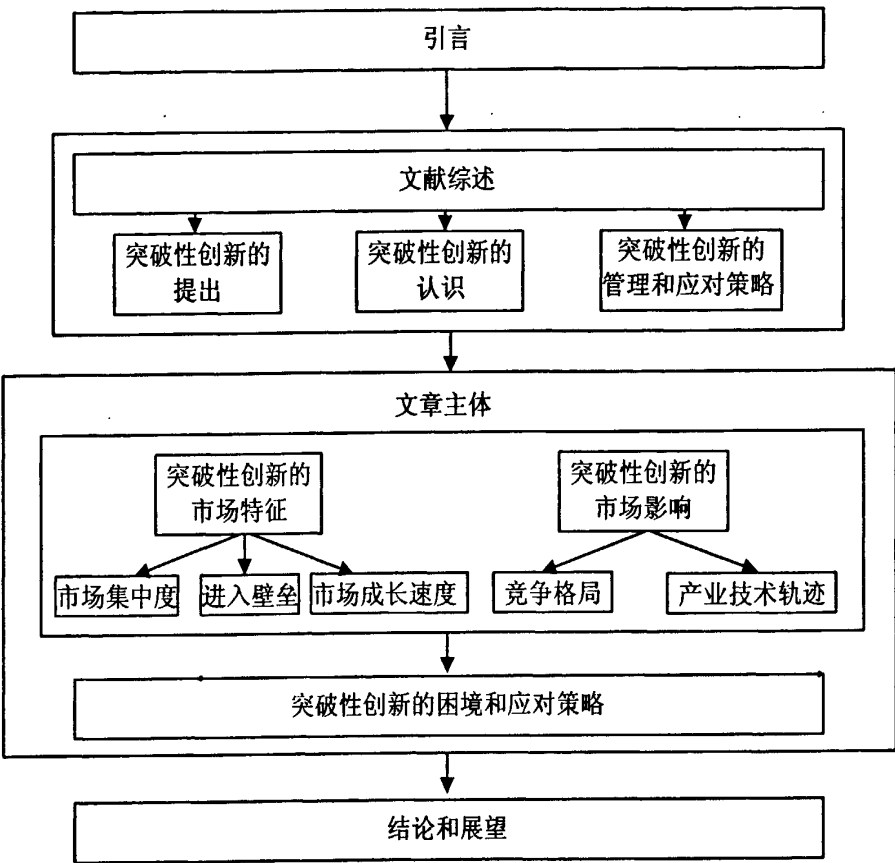 引言
文献综述
突破性创新的
提出
突破性创新的
认识
突破性创新的
管理和应对策略
文章主体
突破性创新的
市场特征
突破性创新的
市场影响
市场集中度
进入壁垒
市场成长速度
竞争格局
产业技术轨迹
突破性创新的困境和应对策略
结论和展望